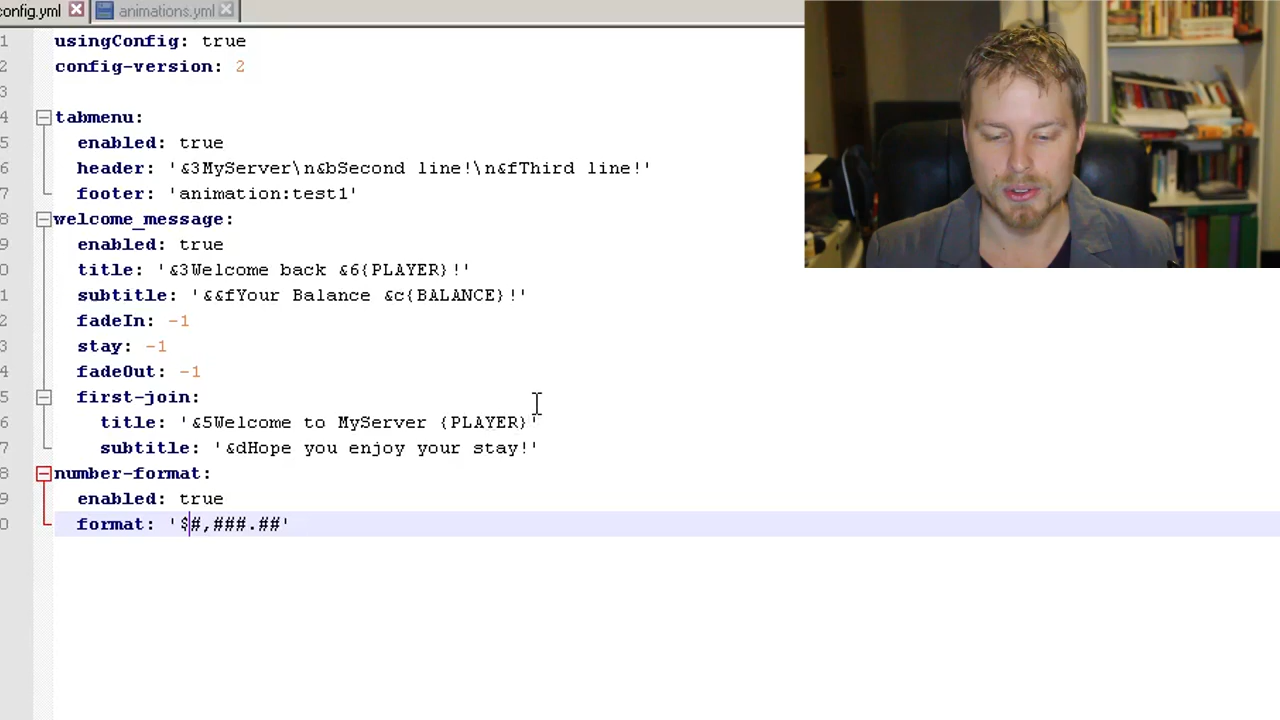 config.yml animations.yml
1 usingConfig: true
2 config-version: 2
3
4 tabmenu:
5 enabled: true
6 header: '&3MyServer\n&bSecond line!\n&fThird line!'
7 footer: 'animation:test1'
8 welcome_message:
9 enabled: true
0 title: '&3Welcome back &6{PLAYER}!'
1 subtitle: '&&fYour Balance &c{BALANCE}!'
2 fadeIn: -1
3 stay: -1
4 fadeOut: -1
5 first-join:
6 title: '&5Welcome to MyServer {PLAYER}'
7 subtitle: '&dHope you enjoy your stay!'
8 number-format:
9 enabled: true
0 format: '$#,###.##'